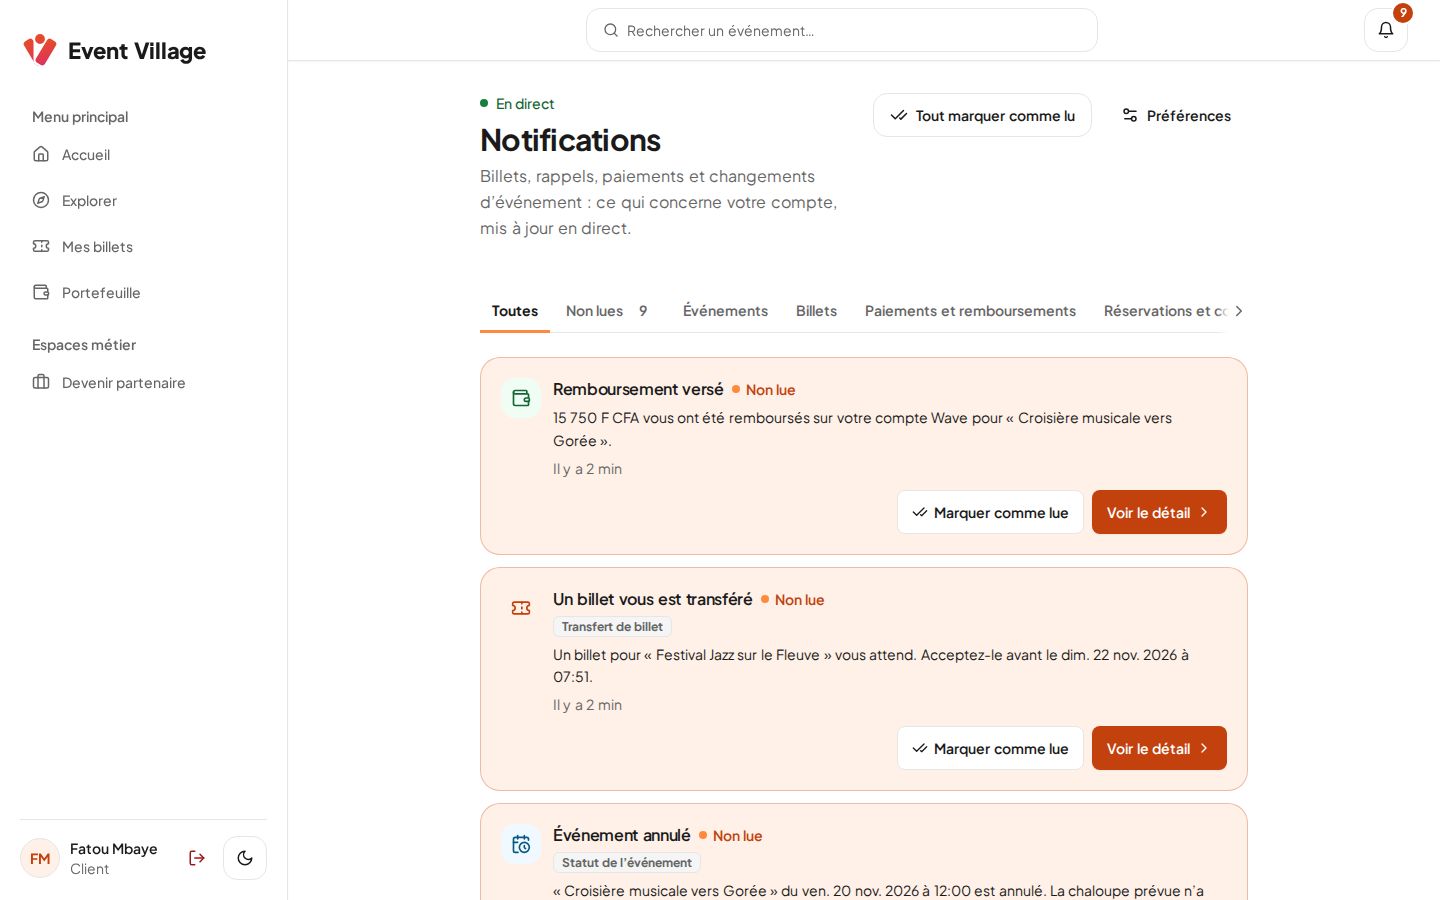 Event Village
Rechercher un événement…
9
Menu principal
Accueil
Explorer
Mes billets
Portefeuille
Espaces métier
Devenir partenaire
FM
Fatou Mbaye
Client
En direct
Notifications
Billets, rappels, paiements et changements
d’événement : ce qui concerne votre compte,
mis à jour en direct.
Tout marquer comme lu
Préférences
Toutes Non lues 9 Événements Billets Paiements et remboursements Réservations et
Remboursement versé Non lue
15 750 F CFA vous ont été remboursés sur votre compte Wave pour « Croisière musicale vers
Gorée ».
Il y a 2 min
Marquer comme lue Voir le détail
Un billet vous est transféré Non lue
Transfert de billet
Un billet pour « Festival Jazz sur le Fleuve » vous attend. Acceptez-le avant le dim. 22 nov. 2026 à
07:51.
Il y a 2 min
Marquer comme lue Voir le détail
Événement annulé Non lue
Statut de l’événement
« Croisière musicale vers Gorée » du ven. 20 nov. 2026 à 12:00 est annulé. La chaloupe prévue n’a